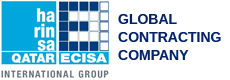 ha
rin
sa
QATAR ECISA
INTERNATIONAL GROUP
GLOBAL
CONTRACTING
COMPANY